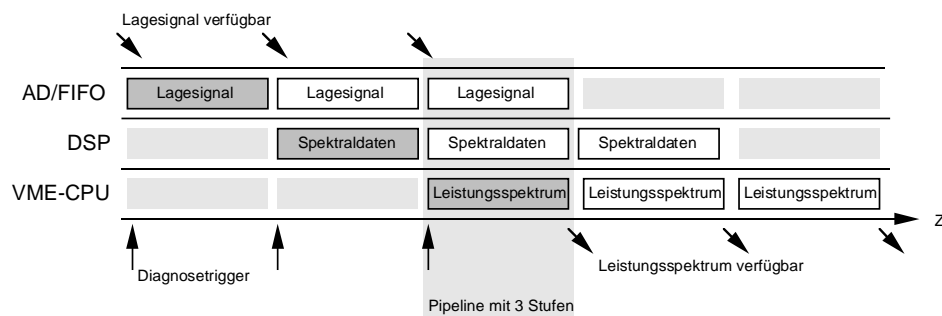 Lagesignal verfügbar
AD/FIFO Lagesignal Lagesignal Lagesignal
DSP Spektraldaten Spektraldaten Spektraldaten
VME-CPU Leistungsspektrum Leistungsspektrum Leistungsspektrum
Z
Diagnosetrigger Leistungsspektrum verfügbar
Pipeline mit 3 Stufen